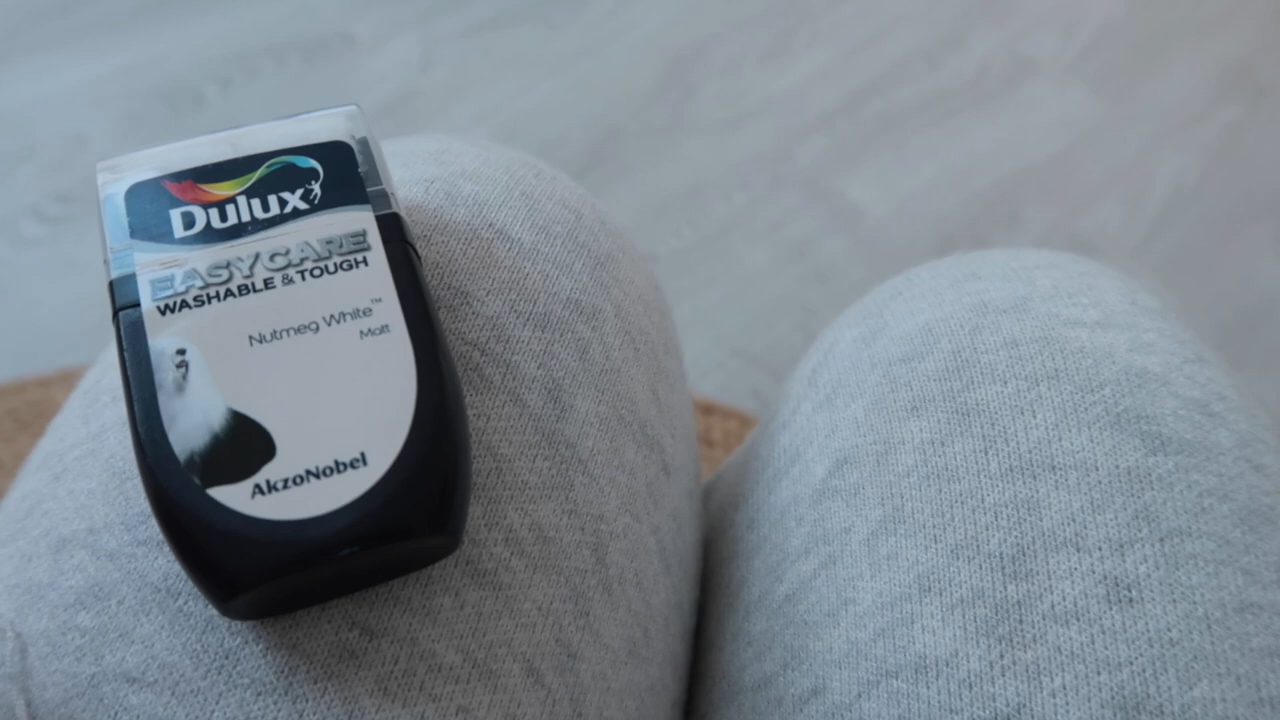 Dulux
EASYCARE
WASHABLE & TOUGH
Nutmeg White™
Matt
AkzoNobel